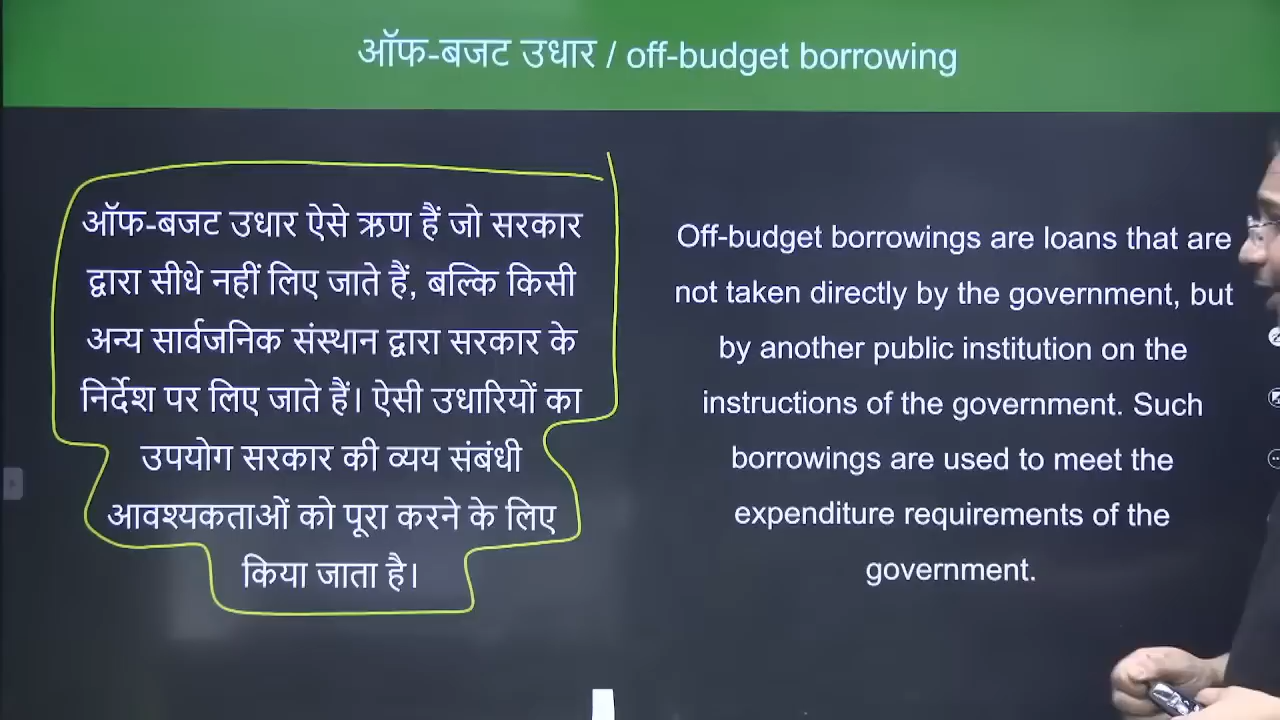 ऑफ-बजट उधार / off-budget borrowing
ऑफ-बजट उधार ऐसे ऋण हैं जो सरकार
द्वारा सीधे नहीं लिए जाते हैं, बल्कि किसी
अन्य सार्वजनिक संस्थान द्वारा सरकार के
निर्देश पर लिए जाते हैं। ऐसी उधारियों का
उपयोग सरकार की व्यय संबंधी
आवश्यकताओं को पूरा करने के लिए
किया जाता है।
Off-budget borrowings are loans that are
not taken directly by the government, but
by another public institution on the
instructions of the government. Such
borrowings are used to meet the
expenditure requirements of the
government.